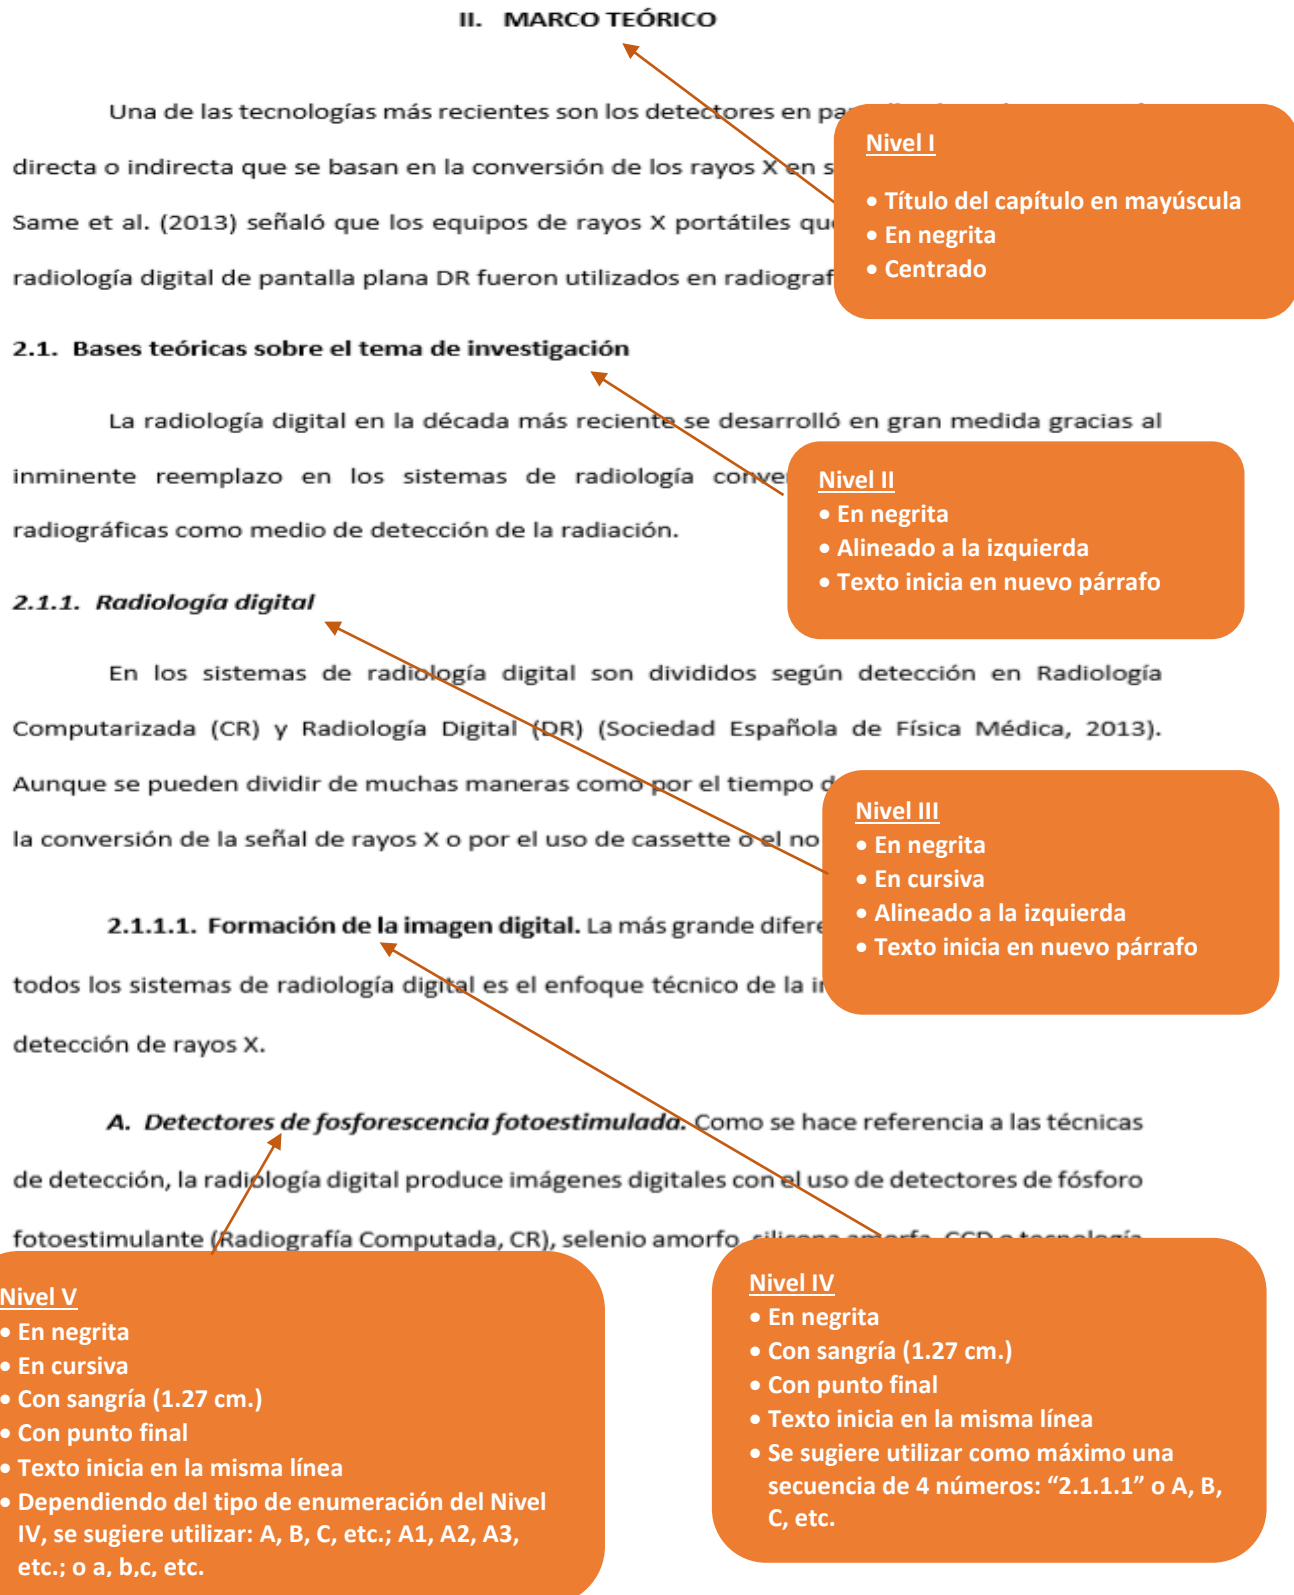 II. MARCO TEÓRICO
Una de las tecnologías más recientes son los detectores en
directa o indirecta que se basan en la conversión de los rayos X en
Same et al. (2013) señaló que los equipos de rayos X portátiles
radiología digital de pantalla plana DR fueron utilizados en
Nivel I
• Título del capítulo en mayúscula
• En negrita
• Centrado
2.1. Bases teóricas sobre el tema de investigación
La radiología digital en la década más reciente se desarrolló en gran medida gracias al
inminente reemplazo en los sistemas de radiología
radiográficas como medio de detección de la radiación.
Nivel II
• En negrita
• Alineado a la izquierda
• Texto inicia en nuevo párrafo
2.1.1. Radiología digital
En los sistemas de radiología digital son divididos según detección en Radiología
Computarizada (CR) y Radiología Digital (DR) (Sociedad Española de Física Médica, 2013).
Aunque se pueden dividir de muchas maneras como por el tiempo
la conversión de la señal de rayos X o por el uso de cassette o el no
Nivel III
• En negrita
• En cursiva
• Alineado a la izquierda
• Texto inicia en nuevo párrafo
2.1.1.1. Formación de la imagen digital. La más grande
todos los sistemas de radiología digital es el enfoque técnico de la
detección de rayos X.
A. Detectores de fosforescencia fotoestimulada. Como se hace referencia a las técnicas
de detección, la radiología digital produce imágenes digitales con el uso de detectores de fósforo
fotoestimulante (Radiografía Computada, CR), selenio amorfo, silicona amorfa, CCD o tecnología
Nivel V
• En negrita
• En cursiva
• Con sangría (1.27 cm.)
• Con punto final
• Texto inicia en la misma línea
• Dependiendo del tipo de enumeración del Nivel
IV, se sugiere utilizar: A, B, C, etc.; A1, A2, A3,
etc.; o a, b,c, etc.
Nivel IV
• En negrita
• Con sangría (1.27 cm.)
• Con punto final
• Texto inicia en la misma línea
• Se sugiere utilizar como máximo una
secuencia de 4 números: “2.1.1.1” o A, B,
C, etc.